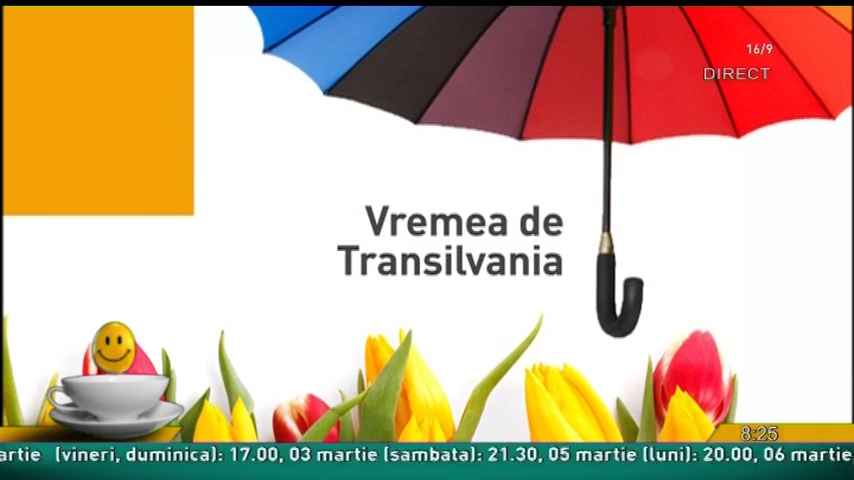 16/9
DIRECT
Vremea de
Transilvania
8:25
artie (vineri, duminica): 17.00, 03 martie (sambata): 21.30, 05 martie (luni): 20.00, 06 martie,